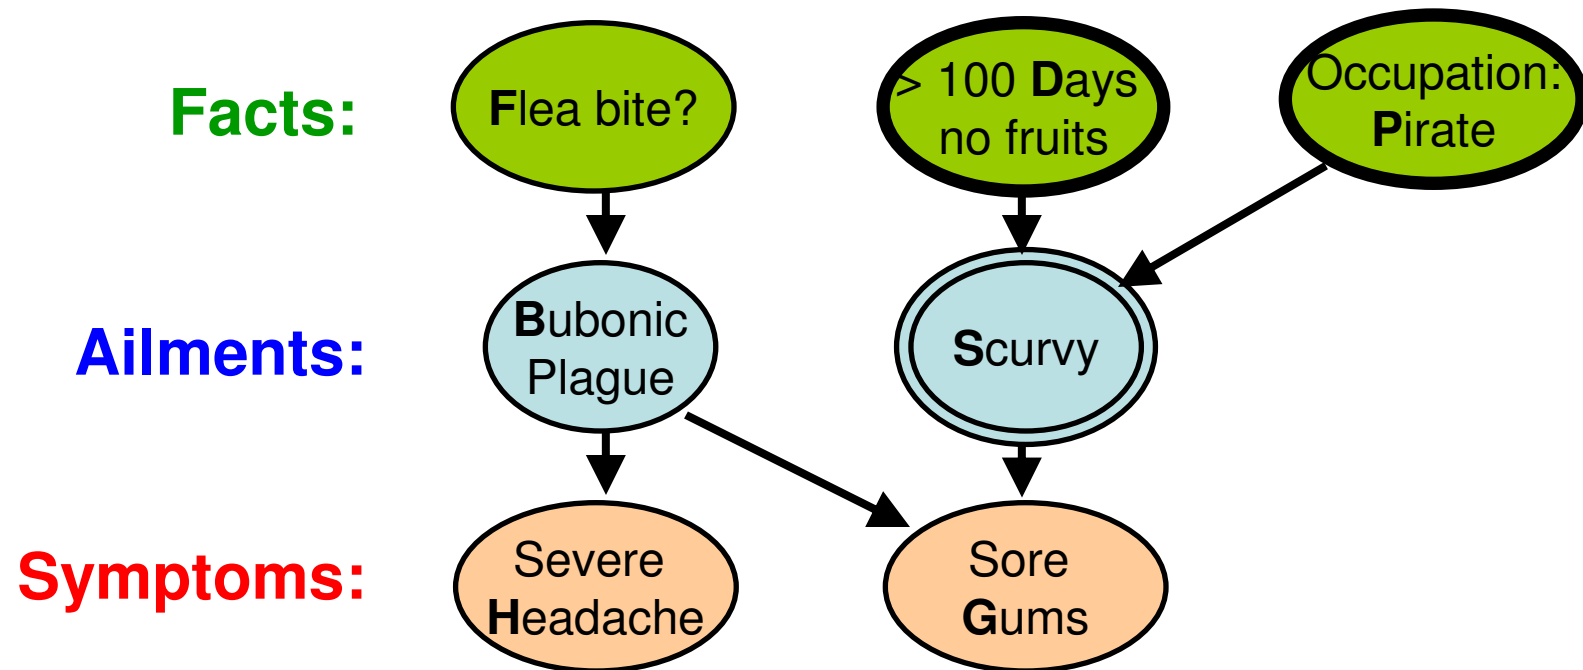 Facts:
Flea bite?
> 100 Days
no fruits
Occupation:
Pirate
Ailments:
Bubonic
Plague
Scurvy
Symptoms:
Severe
Headache
Sore
Gums